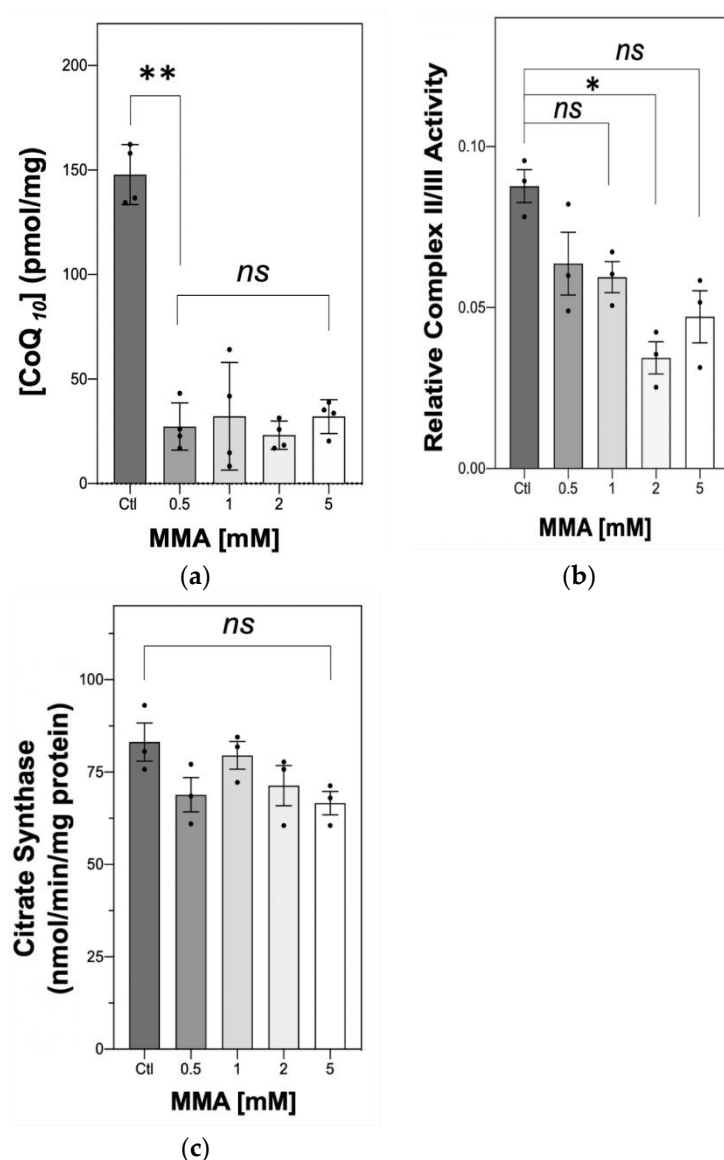 [CoQ10] (pmol/mg)
200
150
100
50
0
**
ns
Ctl 0.5 1 2 5
MMA [mM]
(a)
Relative Complex II/III Activity
0.10
0.05
0.00
ns
*
ns
Ctl 0.5 1 2 5
MMA [mM]
(b)
Citrate Synthase
(nmol/min/mg protein)
100
75
50
25
0
ns
Ctl 0.5 1 2 5
MMA [mM]
(c)